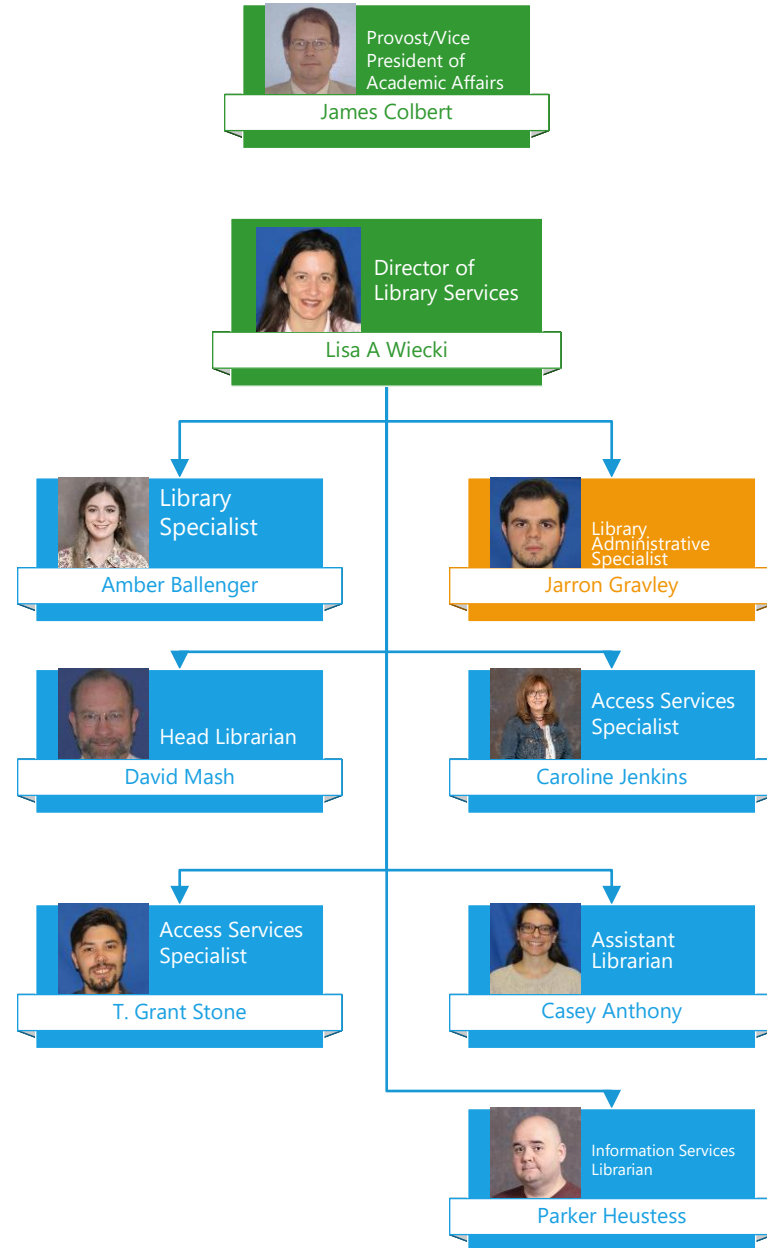 Provost/Vice
President of
Academic Affairs
James Colbert
Director of
Library Services
Lisa A Wiecki
Library
Specialist
Amber Ballenger
Library
Administrative
Specialist
Jarron Gravley
Head Librarian
David Mash
Access Services
Specialist
Caroline Jenkins
Access Services
Specialist
T. Grant Stone
Assistant
Librarian
Casey Anthony
Information Services
Librarian
Parker Heustess